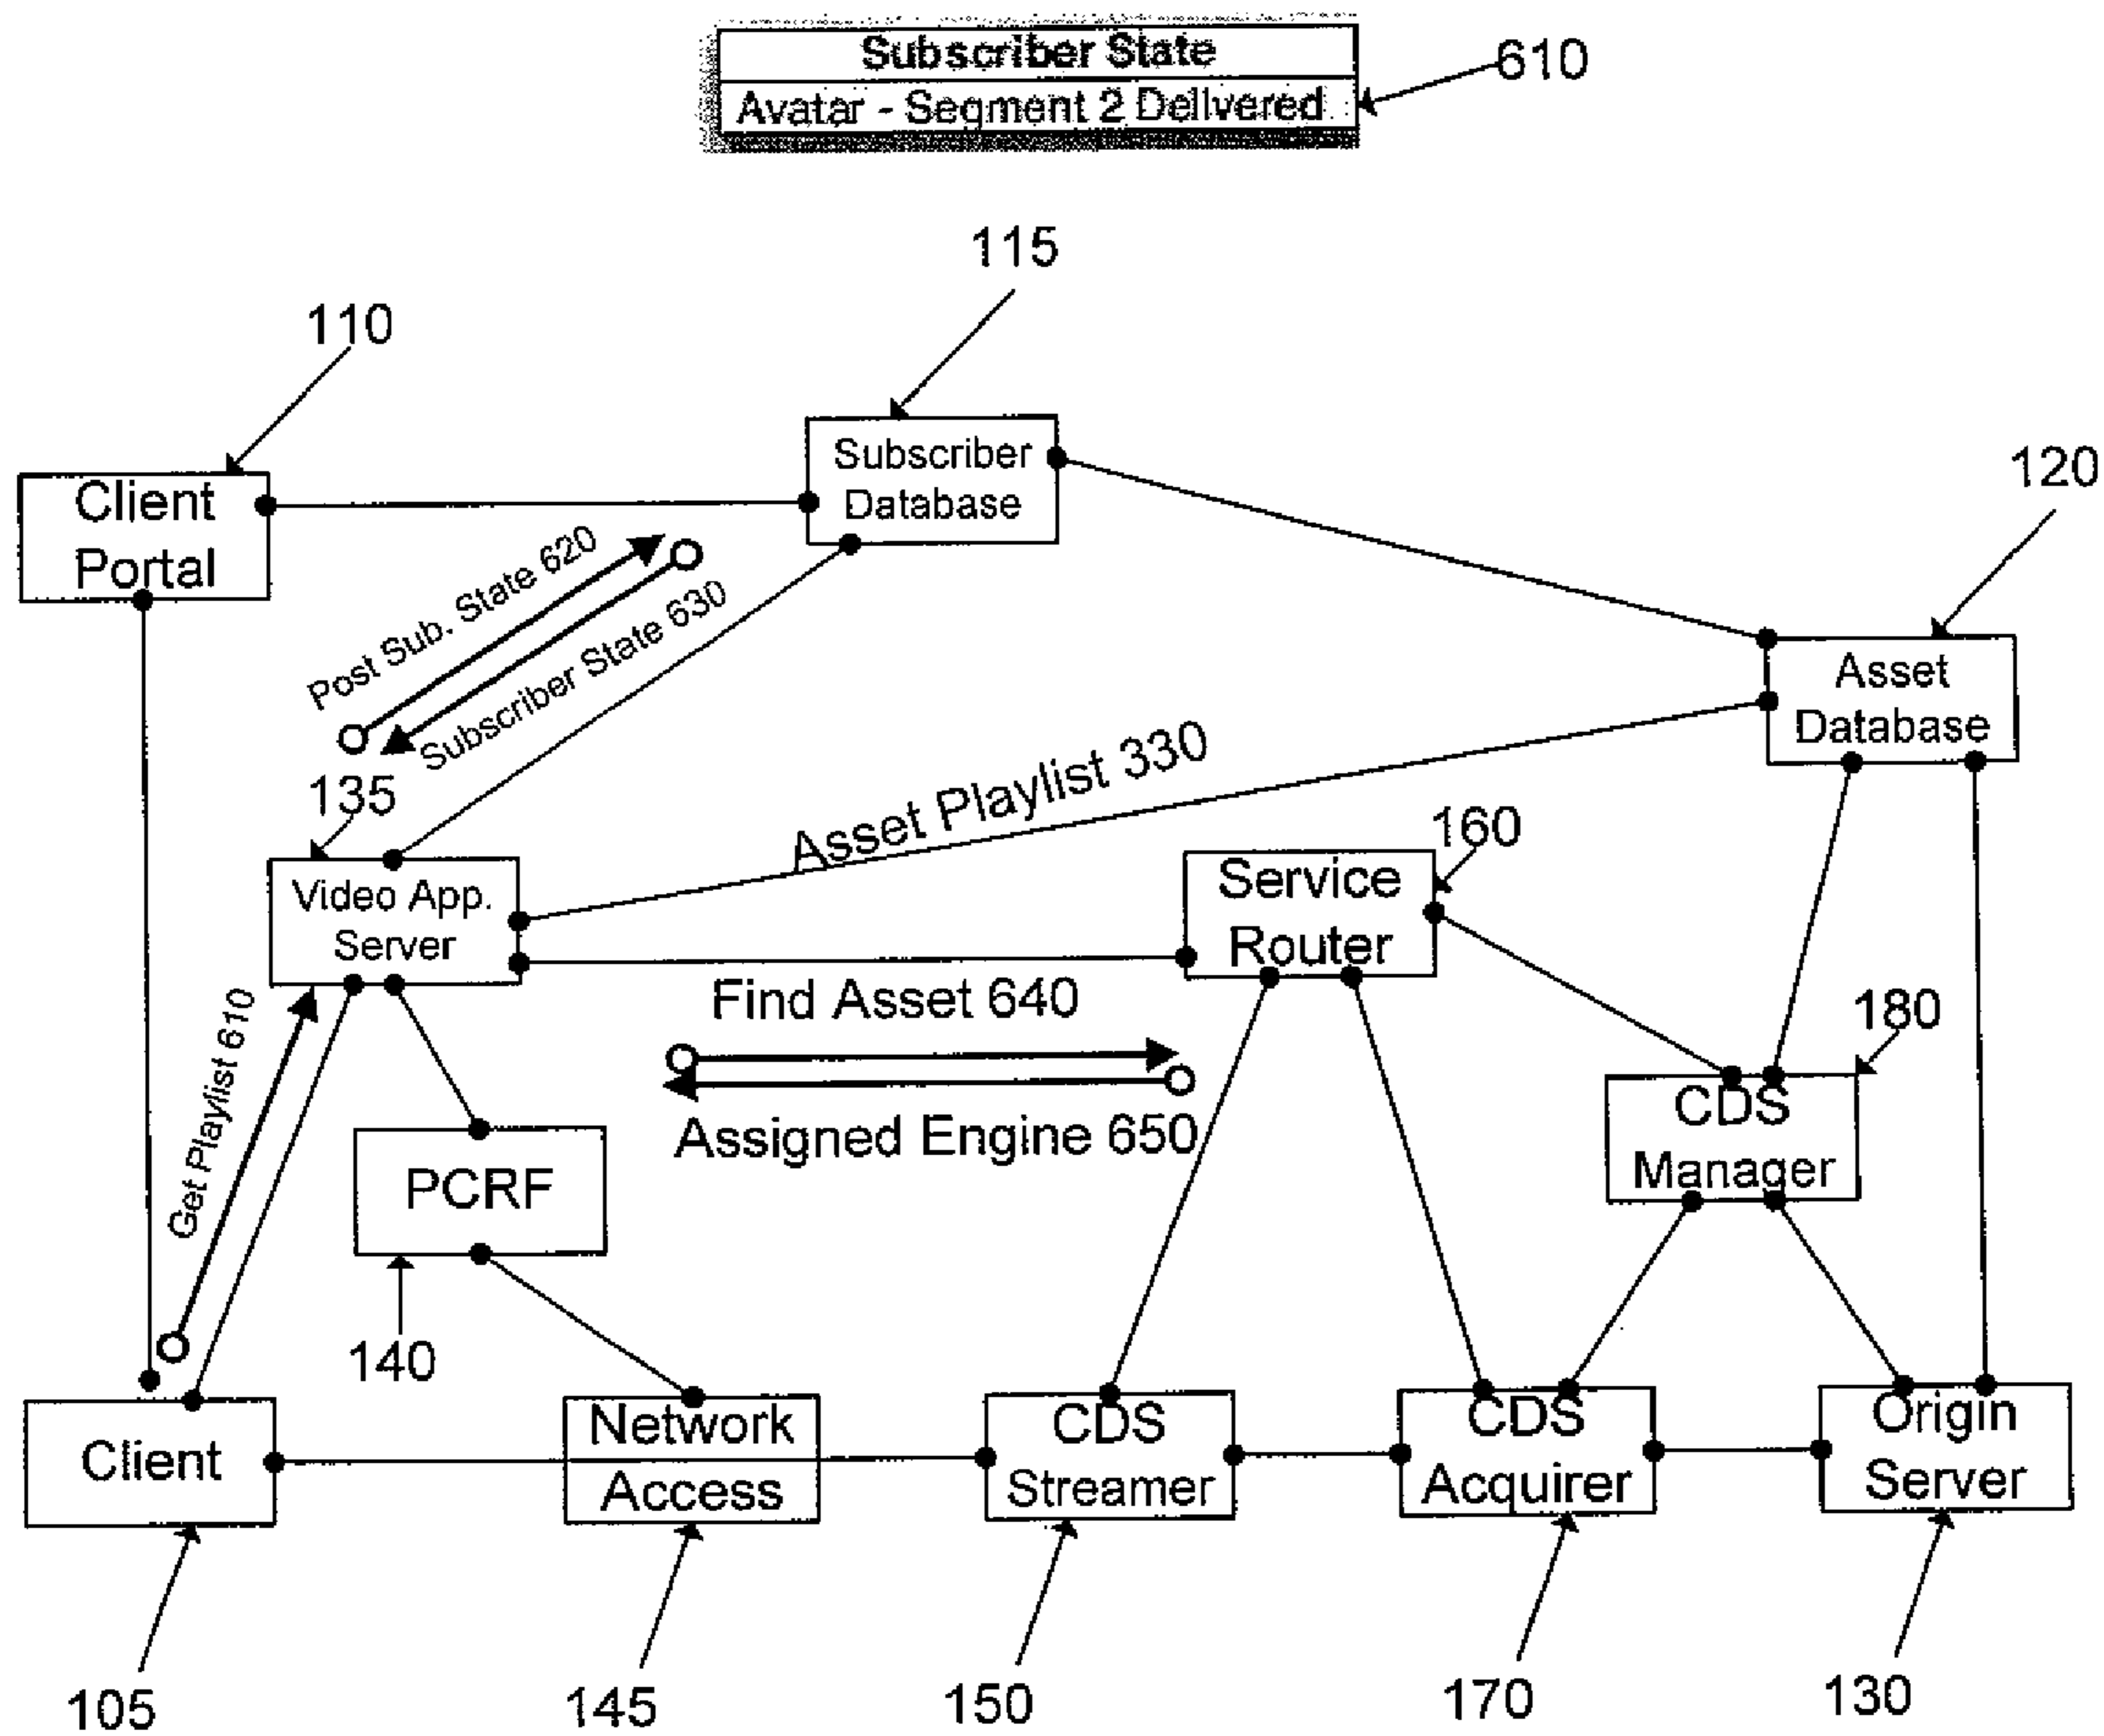 Subscriber State
Avatar - Segment 2 Delivered
610
115
110
Subscriber
Database
120
Client
Portal
Post Sub. State 620
Subscriber State 630
Asset
Database
135
Asset Playlist 330
160
Video App.
Server
Service
Router
Find Asset 640
180
Get Playlist 610
Assigned Engine 650
CDS
Manager
PCRF
140
Client
Network
Access
CDS
Streamer
CDS
Acquirer
Origin
Server
105
145
150
170
130